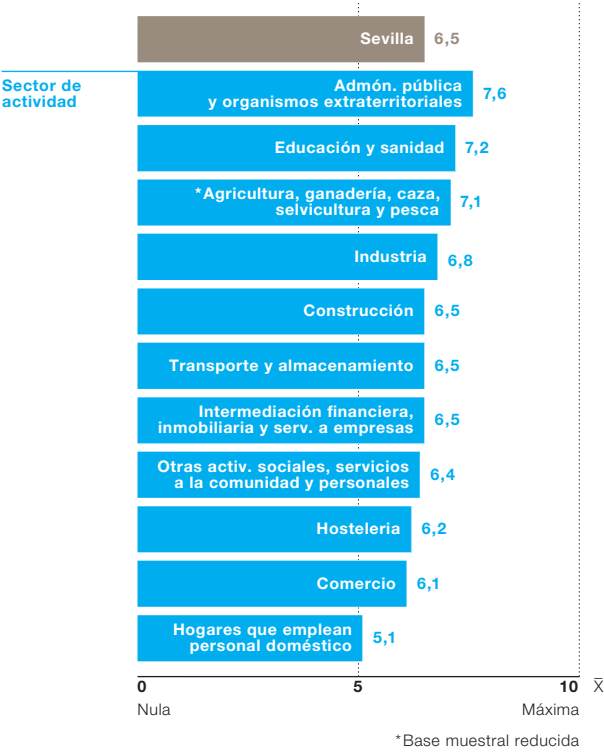 Sevilla 6,5
Sector de
actividad
Admón. pública
y organismos extraterritoriales 7,6
Educación y sanidad 7,2
*Agricultura, ganadería, caza,
selvicultura y pesca 7,1
Industria 6,8
Construcción 6,5
Transporte y almacenamiento 6,5
Intermediación financiera,
inmobiliaria y serv. a empresas 6,5
Otras activ. sociales, servicios
a la comunidad y personales 6,4
Hosteleria 6,2
Comercio 6,1
Hogares que emplean
personal doméstico 5,1
0 5 10 X̅
Nula Máxima
*Base muestral reducida